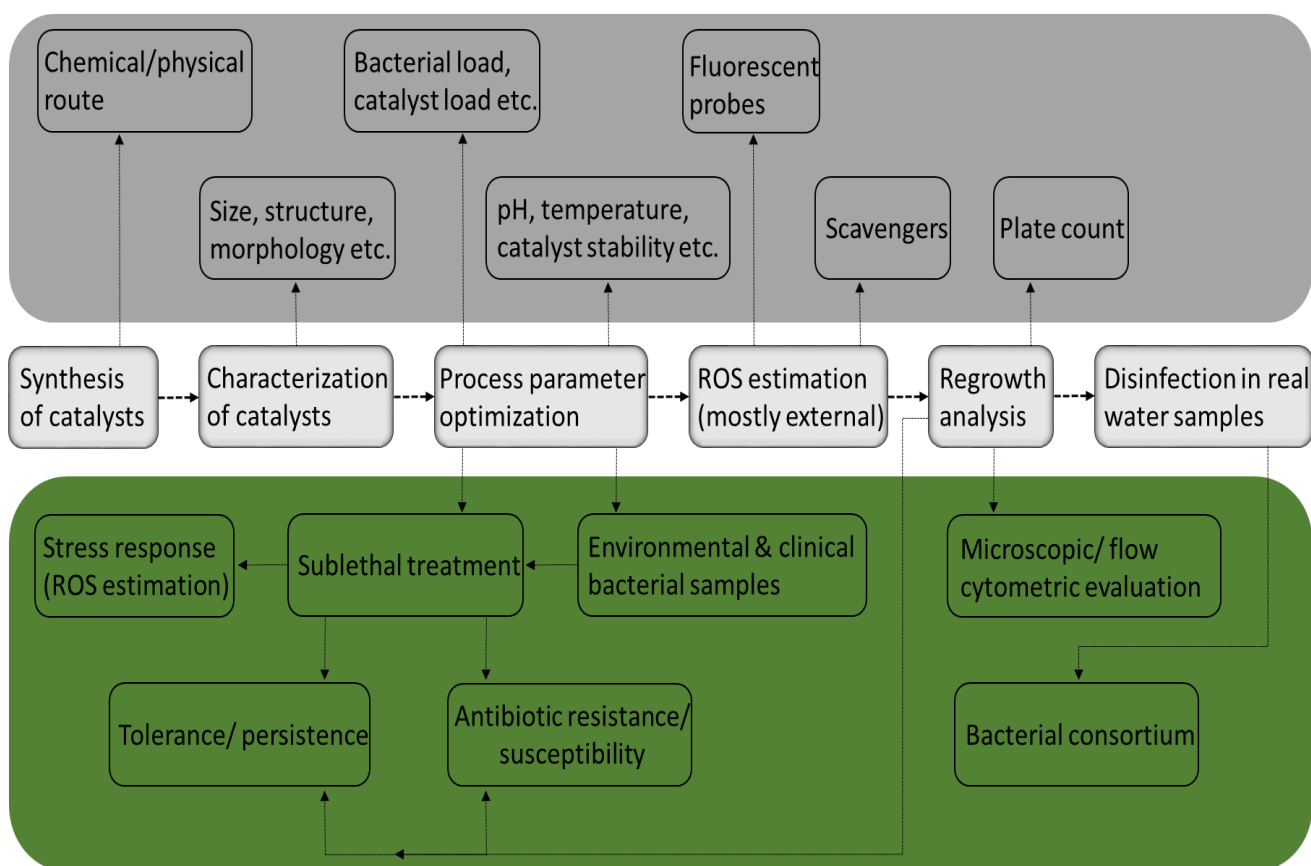 Chemical/physical
route
Bacterial load,
catalyst load etc.
Fluorescent
probes
Size, structure,
morphology etc.
pH, temperature,
catalyst stability etc.
Scavengers
Plate count
Synthesis
of catalysts
Characterization
of catalysts
Process parameter
optimization
ROS estimation
(mostly external)
Regrowth
analysis
Disinfection in real
water samples
Stress response
(ROS estimation)
Sublethal treatment
Environmental & clinical
bacterial samples
Microscopic/ flow
cytometric evaluation
Tolerance/ persistence
Antibiotic resistance/
susceptibility
Bacterial consortium